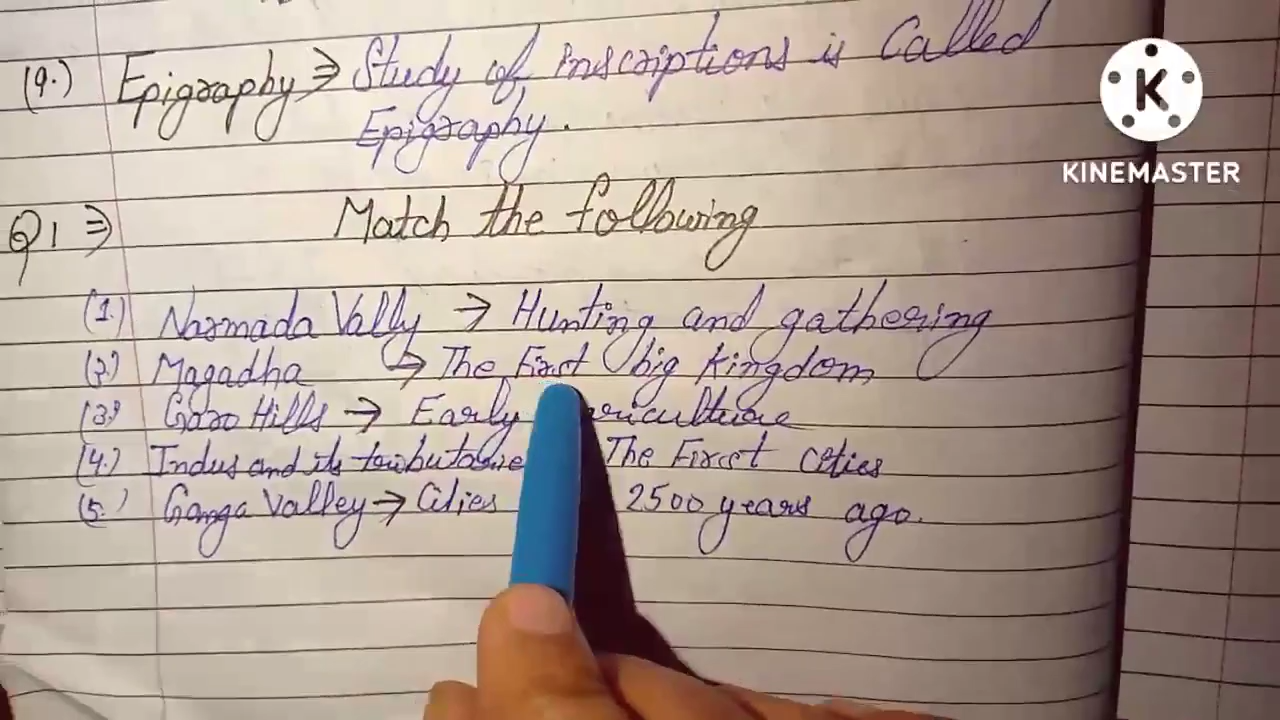 (9.) Epigraphy ⇒ Study of inscriptions is Called
Epigraphy.
Q1 ⇒ Match the following
(1.) Narmada Vally → Hunting and gathering
(2) Magadha → The First big Kingdom
(3) Garo Hills → Early
(4.) Indus and its The First Cities
(5.) Ganga Valley → Cities 2500 years ago.
KINEMASTER